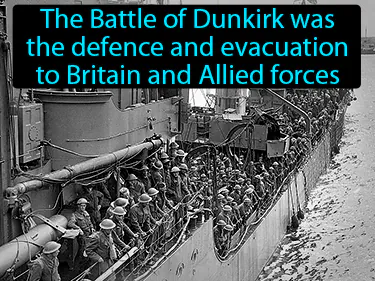 The Battle of Dunkirk was
the defence and evacuation
to Britain and Allied forces